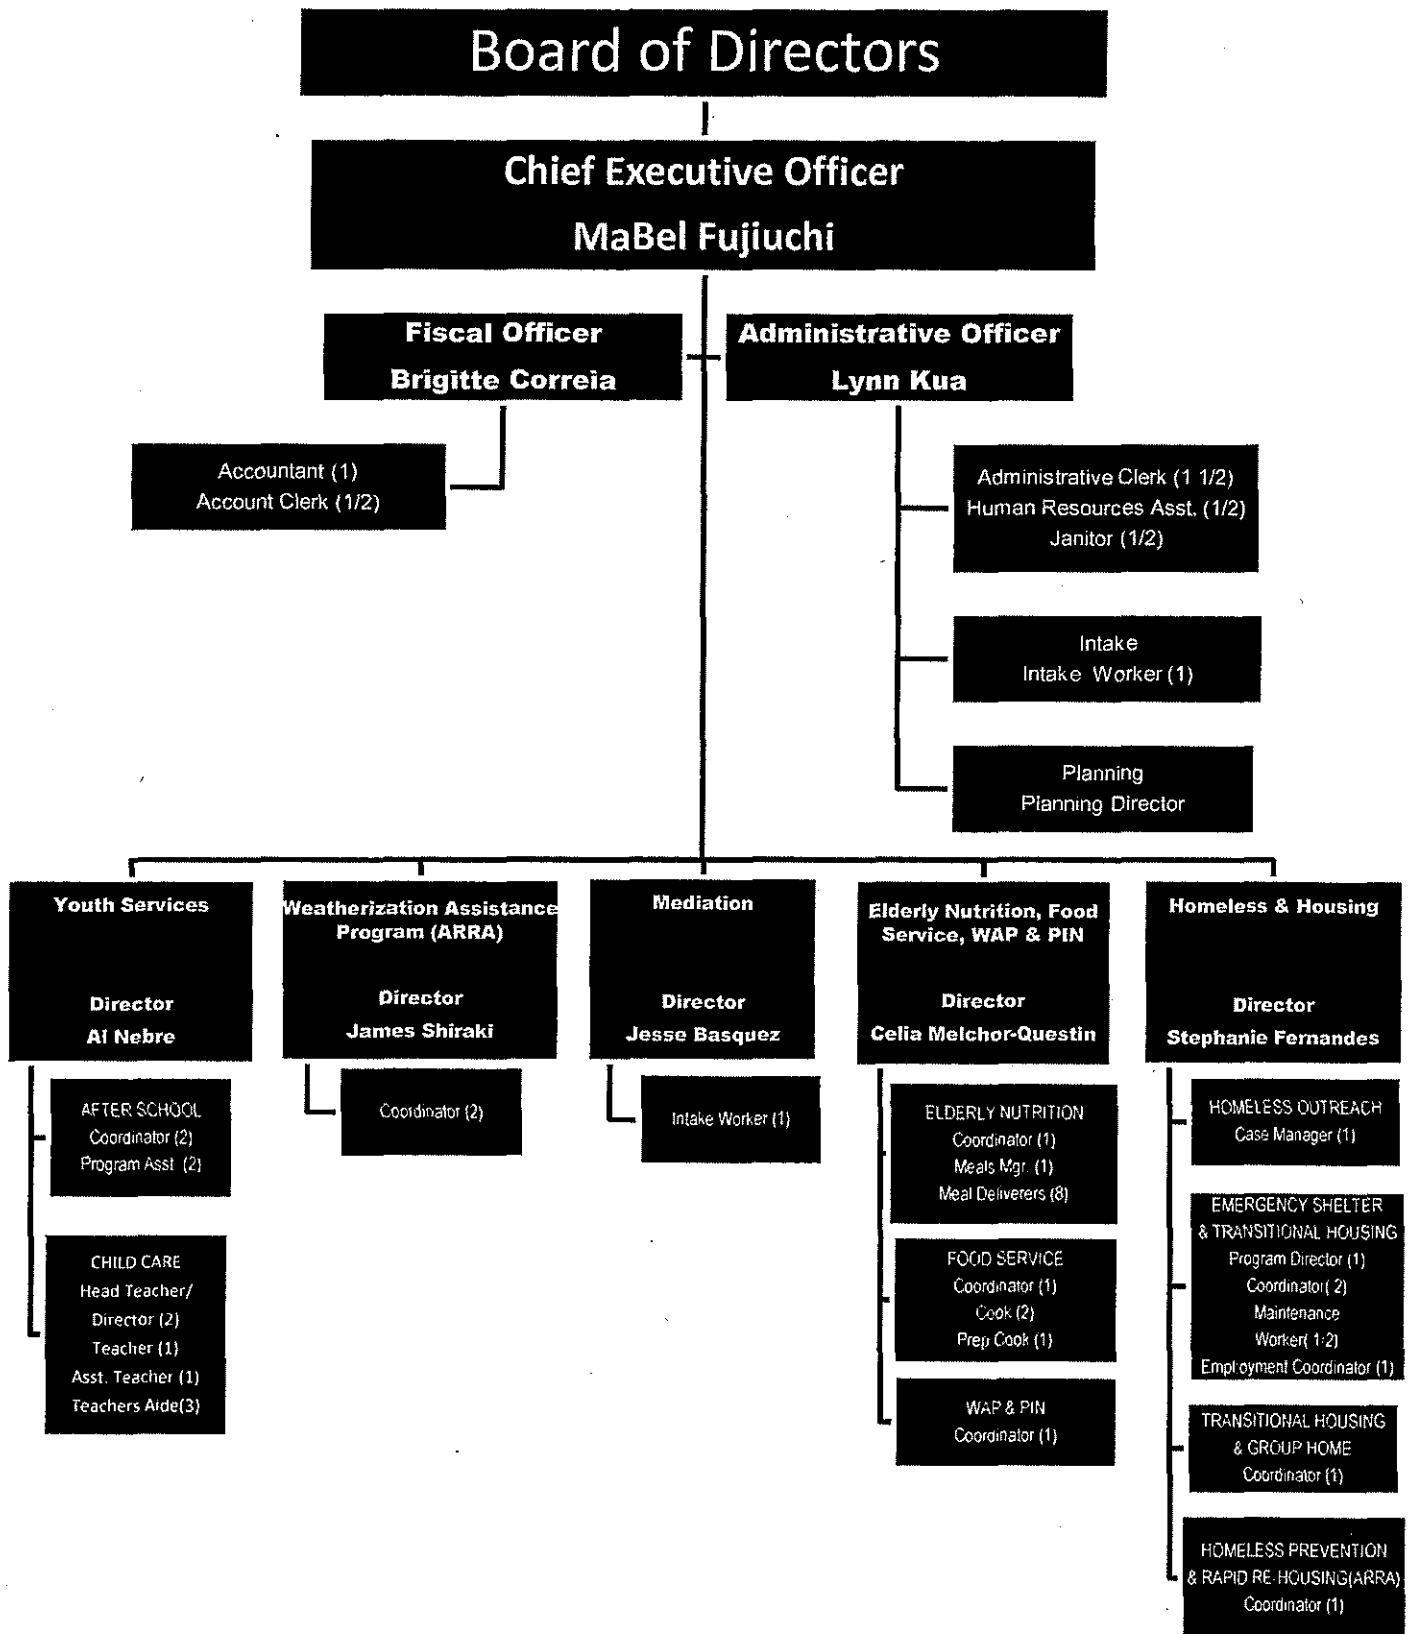 Board of Directors
Chief Executive Officer
MaBel Fujiuchi
Fiscal Officer
Brigitte Correia
Administrative Officer
Lynn Kua
Accountant (1)
Account Clerk (1/2)
Administrative Clerk (1 1/2)
Human Resources Asst. (1/2)
Janitor (1/2)
Intake
Intake Worker (1)
Planning
Planning Director
Youth Services
Director
Al Nebre
AFTER SCHOOL
Coordinator (2)
Program Asst (2)
CHILD CARE
Head Teacher/
Director (2)
Teacher (1)
Asst. Teacher (1)
Teachers Aide(3)
Weatherization Assistance
Program (ARRA)
Director
James Shiraki
Coordinator (2)
Mediation
Director
Jesse Basquez
Intake Worker (1)
Elderly Nutrition, Food
Service, WAP & PIN
Director
Celia Melchor-Questin
ELDERLY NUTRITION
Coordinator (1)
Meals Mgr. (1)
Meal Deliverers (8)
FOOD SERVICE
Coordinator (1)
Cook (2)
Prep Cook (1)
WAP & PIN
Coordinator (1)
Homeless & Housing
Director
Stephanie Fernandes
HOMELESS OUTREACH
Case Manager (1)
EMERGENCY SHELTER
& TRANSITIONAL HOUSING
Program Director (1)
Coordinator( 2)
Maintenance
Worker(
Employment Coordinator (1)
TRANSITIONAL HOUSING
& GROUP HOME
Coordinator (1)
HOMELESS PREVENTION
& RAPID RE-HOUSING(ARRA)
Coordinator (1)